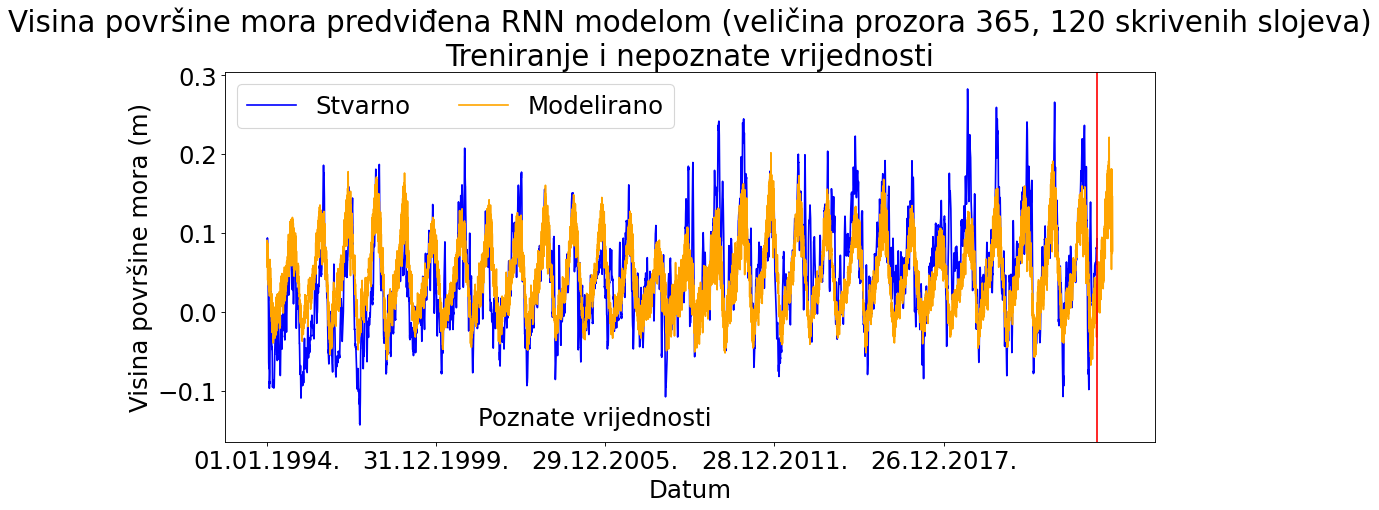 Visina površine mora predviđena RNN modelom (veličina prozora 365, 120 skrivenih slojeva)
Treniranje i nepoznate vrijednosti
Stvarno
Modelirano
Visina površine mora (m)
0.3
0.2
0.1
0.0
−0.1
Poznate vrijednosti
01.01.1994.
31.12.1999.
29.12.2005.
28.12.2011.
26.12.2017.
Datum